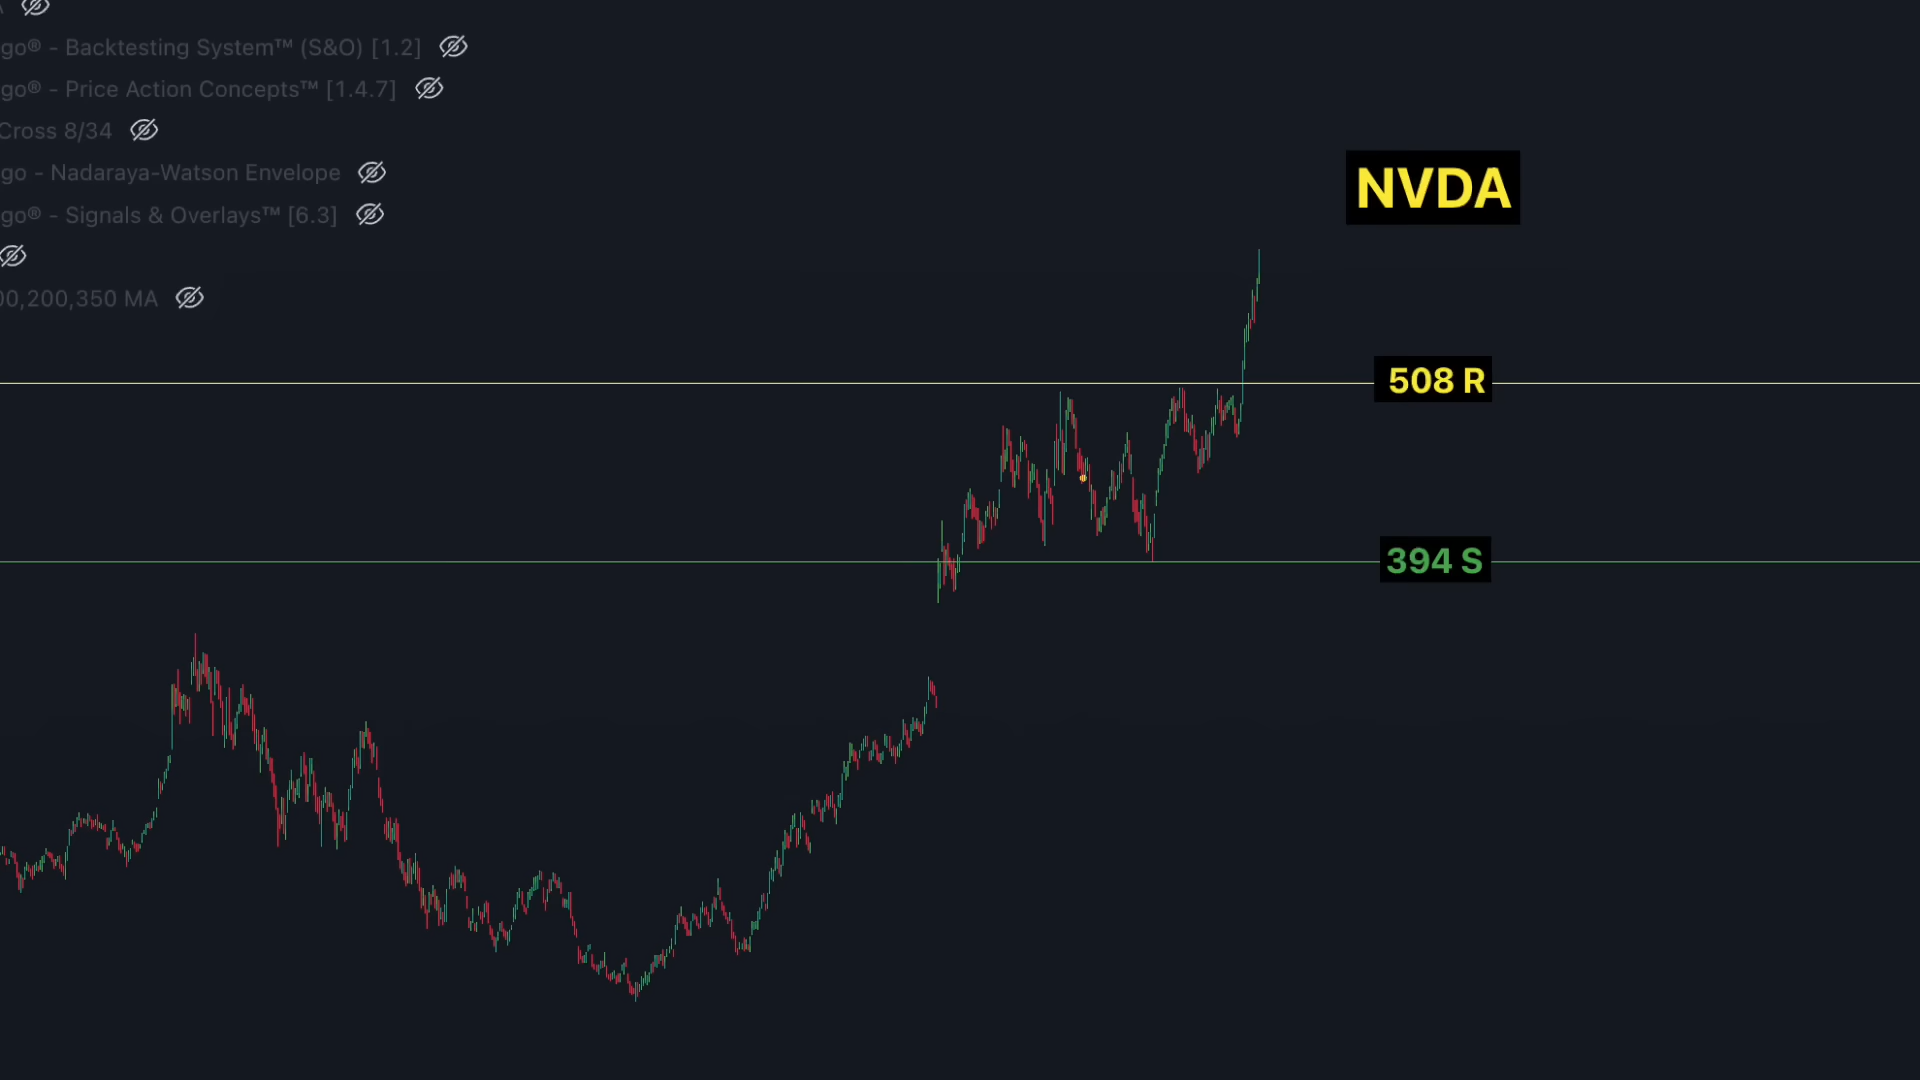 go® - Backtesting System™ (S&O) [1.2]
go® - Price Action Concepts™ [1.4.7]
Cross 8/34
go - Nadaraya-Watson Envelope
go® - Signals & Overlays™ [6.3]
00,200,350 MA
NVDA
508 R
394 S